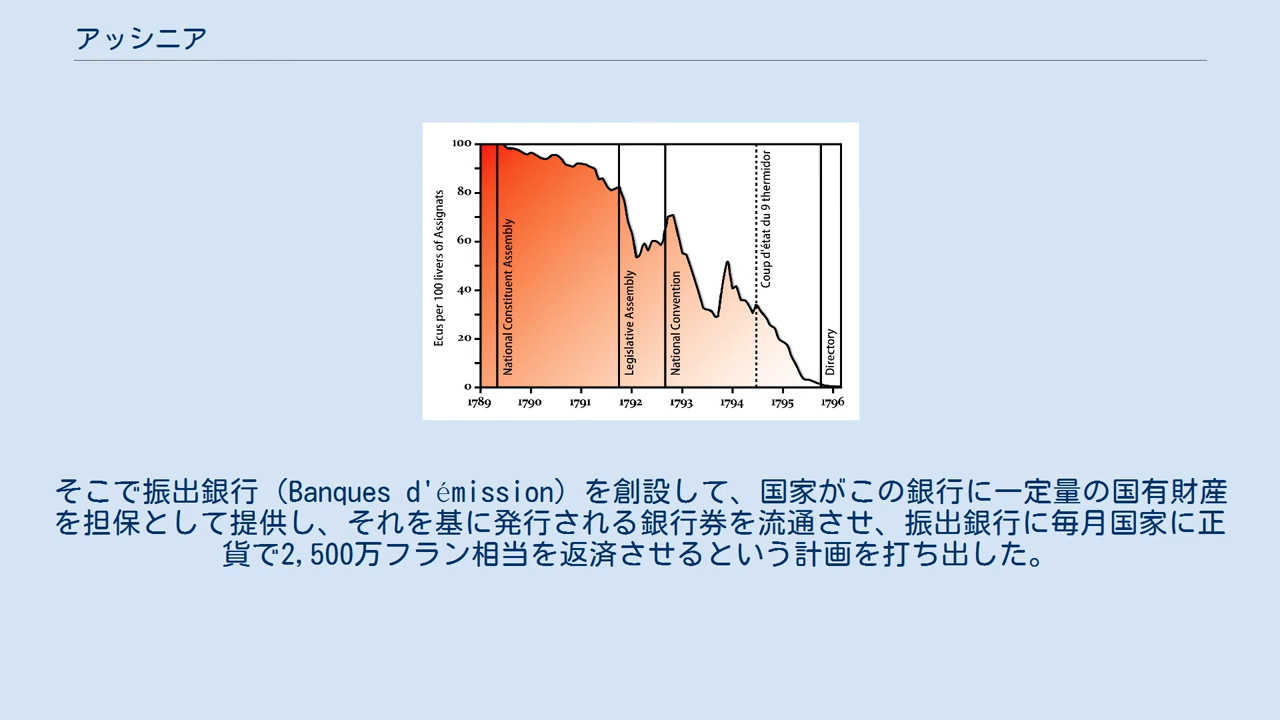 アッシニア
Ecus per 100 livers of Assignats
100
80
60
40
20
0
National Constituent Assembly
Legislative Assembly
National Convention
Coup d'état du 9 thermidor
Directory
1789 1790 1791 1792 1793 1794 1795 1796
そこで振出銀行（Banques d'émission）を創設して、国家がこの銀行に一定量の国有財産
を担保として提供し、それを基に発行される銀行券を流通させ、振出銀行に毎月国家に正
貨で2,500万フラン相当を返済させるという計画を打ち出した。